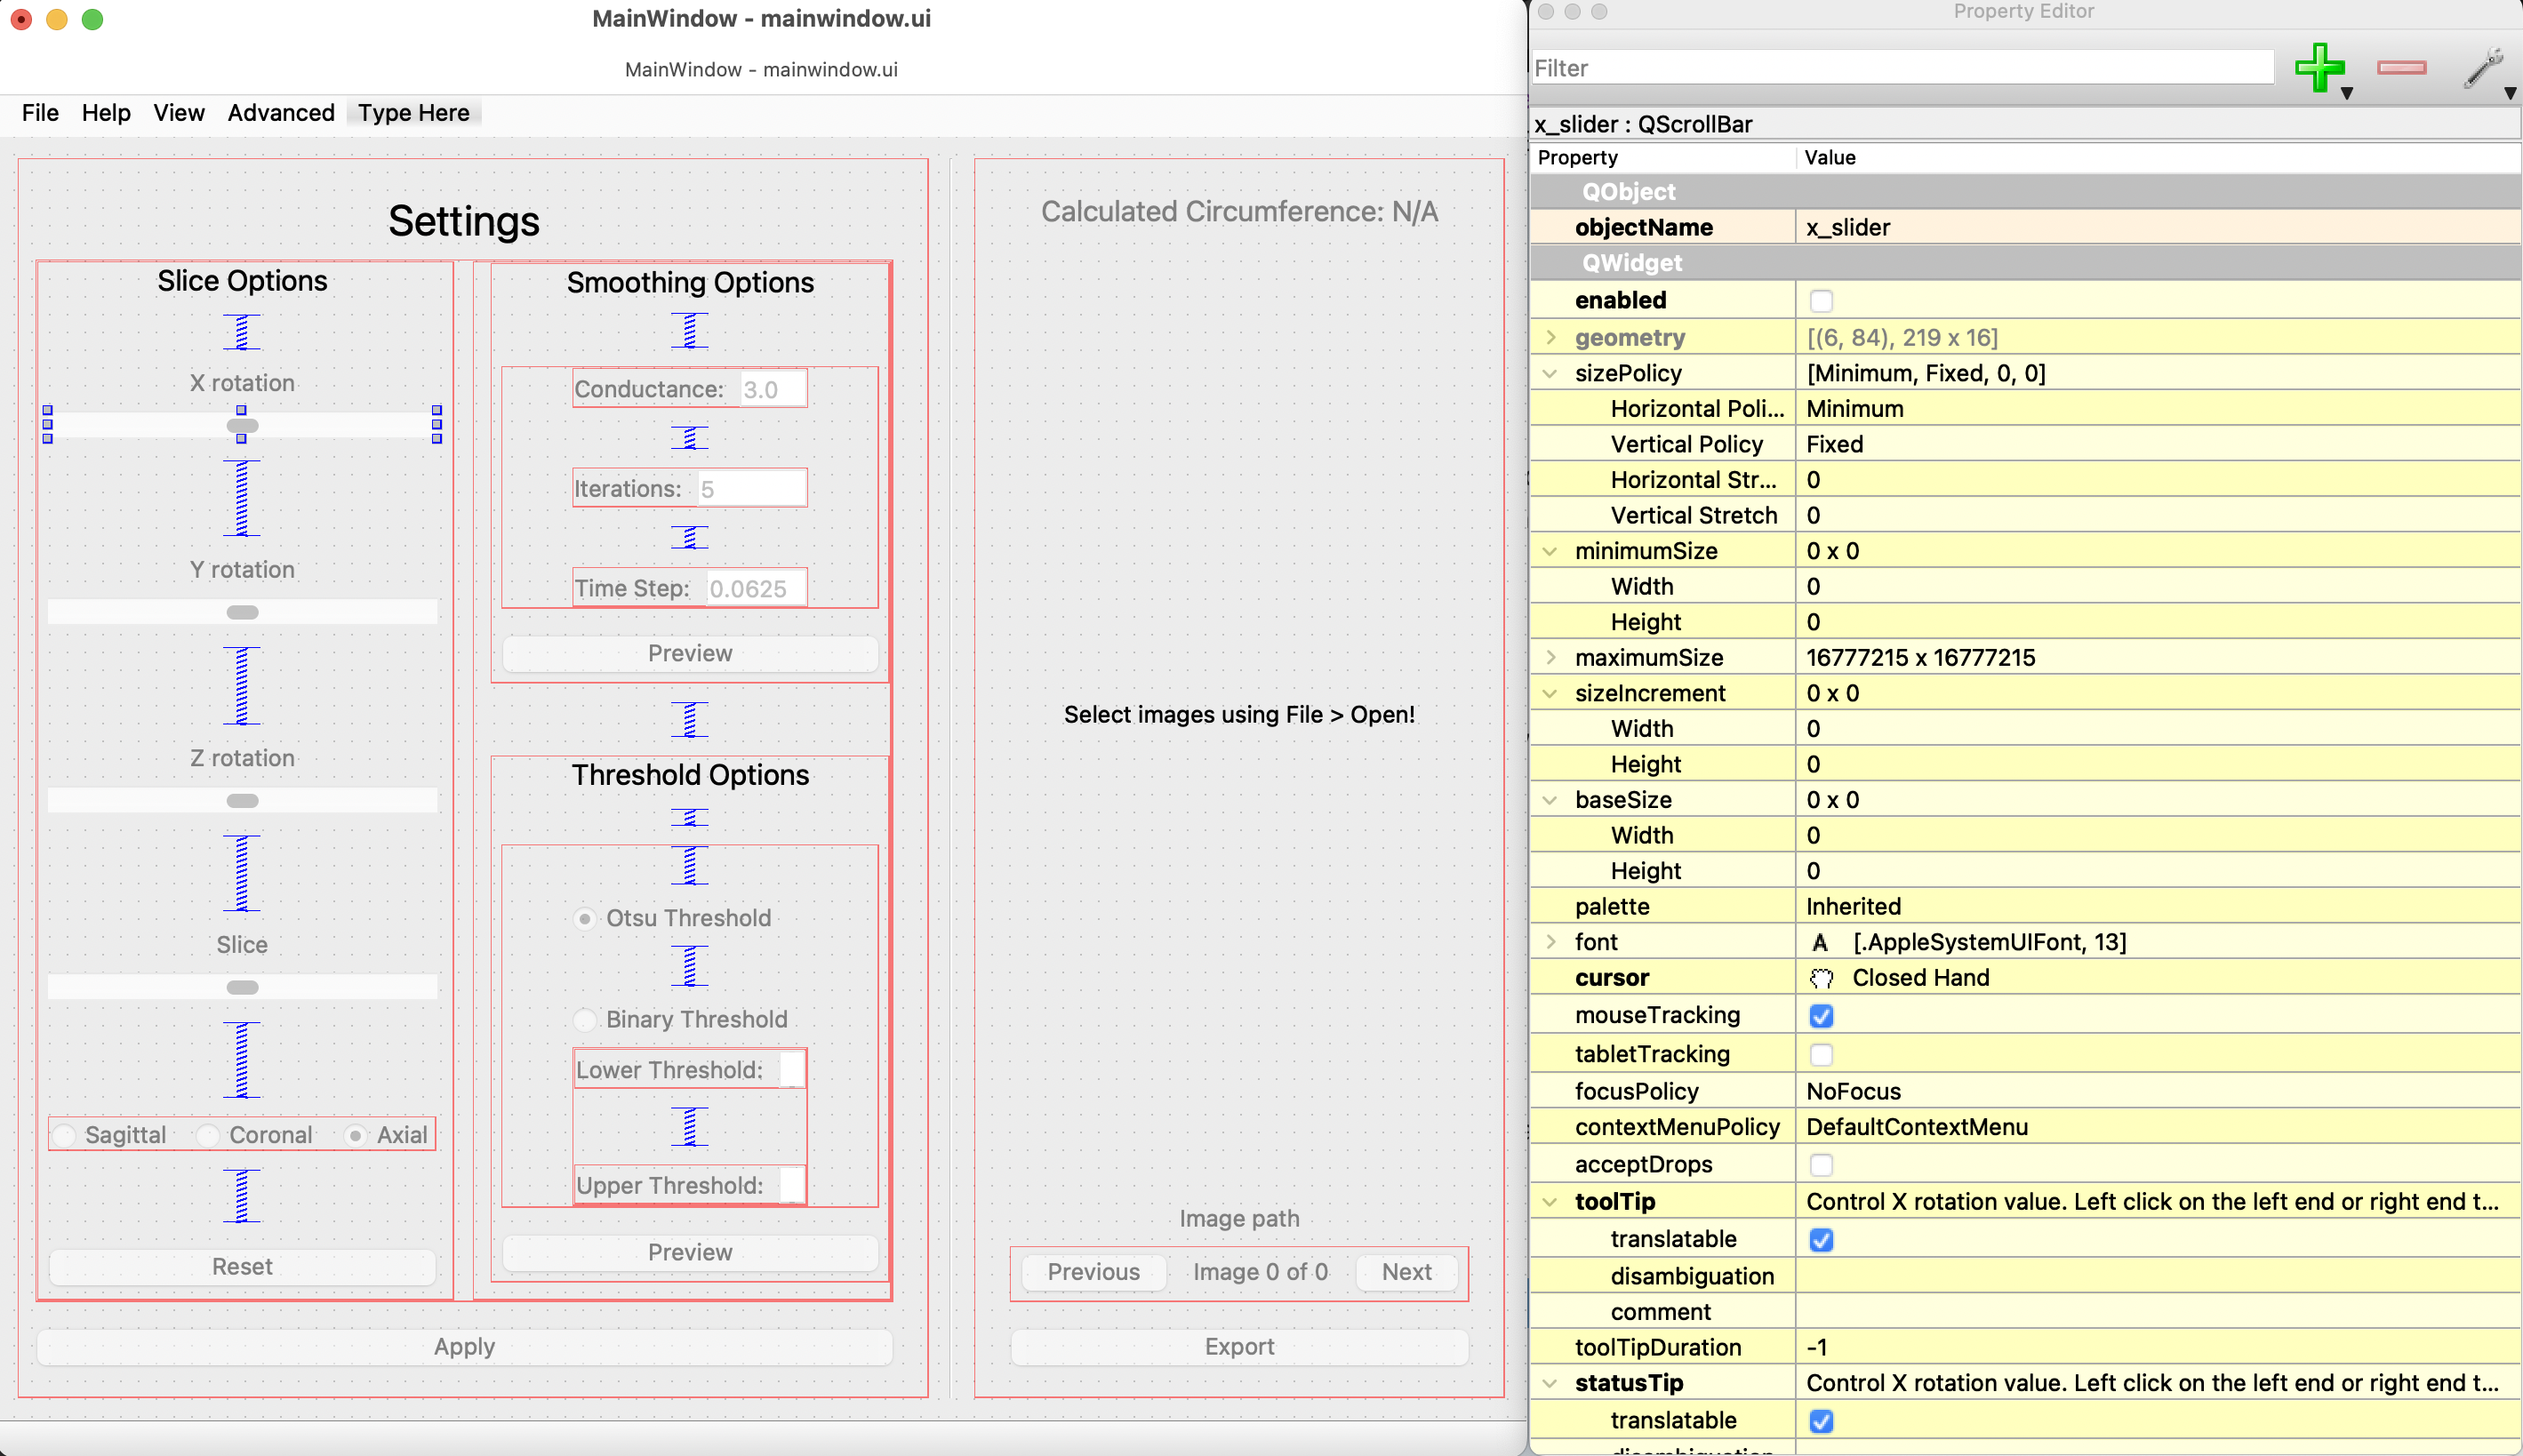 MainWindow - mainwindow.ui
MainWindow - mainwindow.ui
File Help View Advanced Type Here
Settings
Slice Options
X rotation
Y rotation
Z rotation
Slice
Sagittal Coronal Axial
Reset
Smoothing Options
Conductance: 3.0
Iterations: 5
Time Step: 0.0625
Preview
Threshold Options
Otsu Threshold
Binary Threshold
Lower Threshold:
Upper Threshold:
Preview
Apply
Calculated Circumference: N/A
Select images using File > Open!
Image path
Previous Image 0 of 0 Next
Export
Property Editor
Filter
x_slider : QScrollBar
Property Value
QObject
objectName x_slider
QWidget
enabled
geometry [(6, 84), 219 x 16]
sizePolicy [Minimum, Fixed, 0, 0]
Horizontal Poli... Minimum
Vertical Policy Fixed
Horizontal Str... 0
Vertical Stretch 0
minimumSize 0 x 0
Width 0
Height 0
maximumSize 16777215 x 16777215
sizeIncrement 0 x 0
Width 0
Height 0
baseSize 0 x 0
Width 0
Height 0
palette Inherited
font A [.AppleSystemUIFont, 13]
cursor Closed Hand
mouseTracking
tabletTracking
focusPolicy NoFocus
contextMenuPolicy DefaultContextMenu
acceptDrops
toolTip Control X rotation value. Left click on the left end or right end t...
translatable
disambiguation
comment
toolTipDuration -1
statusTip Control X rotation value. Left click on the left end or right end t...
translatable